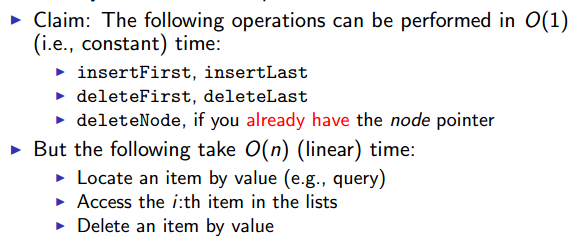 ▶ Claim: The following operations can be performed in O(1)
(i.e., constant) time:
▶ insertFirst, insertLast
▶ deleteFirst, deleteLast
▶ deleteNode, if you already have the node pointer
▶ But the following take O(n) (linear) time:
▶ Locate an item by value (e.g., query)
▶ Access the i:th item in the lists
▶ Delete an item by value